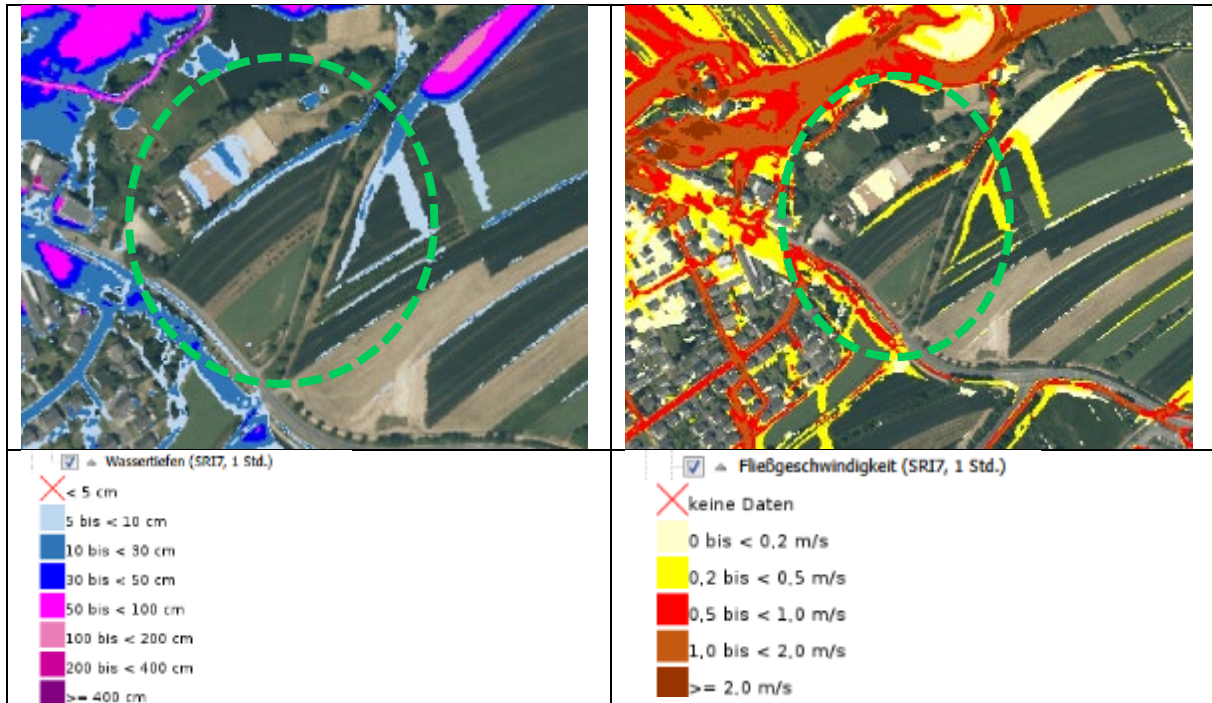 Wassertiefen (SRI7, 1 Std.)
< 5 cm
5 bis < 10 cm
10 bis < 30 cm
30 bis < 50 cm
50 bis < 100 cm
100 bis < 200 cm
200 bis < 400 cm
>= 400 cm
Fließgeschwindigkeit (SRI7, 1 Std.)
keine Daten
0 bis < 0,2 m/s
0,2 bis < 0,5 m/s
0,5 bis < 1,0 m/s
1,0 bis < 2,0 m/s
>= 2,0 m/s